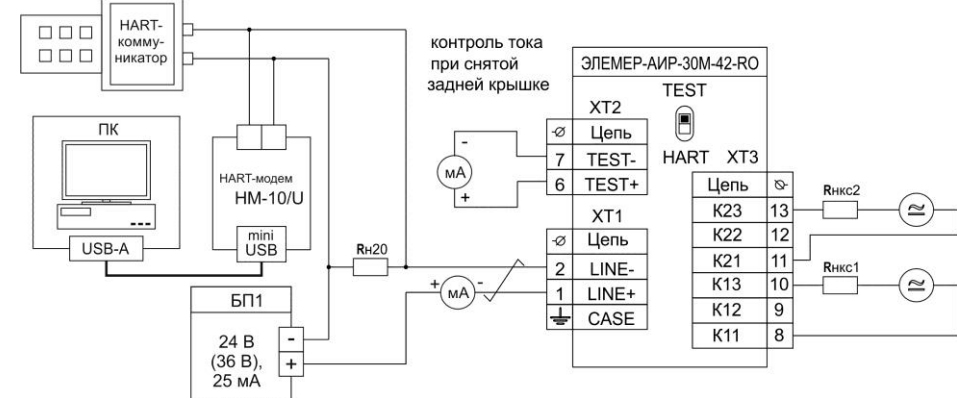 HART-
комму-
никатор
ПК
USB-A
HART-модем
НМ-10/U
mini
USB
Rн20
БП1
24 В
(36 В),
25 мА
-
+
контроль тока
при снятой
задней крышке
-
мА
+
+ мА -
ЭЛЕМЕР-АИР-30М-42-RO
TEST
HART
XT2
Ø Цепь
7 TEST-
6 TEST+
XT1
Ø Цепь
2 LINE-
1 LINE+
CASE
XT3
Цепь Ø
К23 13
К22 12
К21 11
К13 10
К12 9
К11 8
Rнкс2
≃
Rнкс1
≃